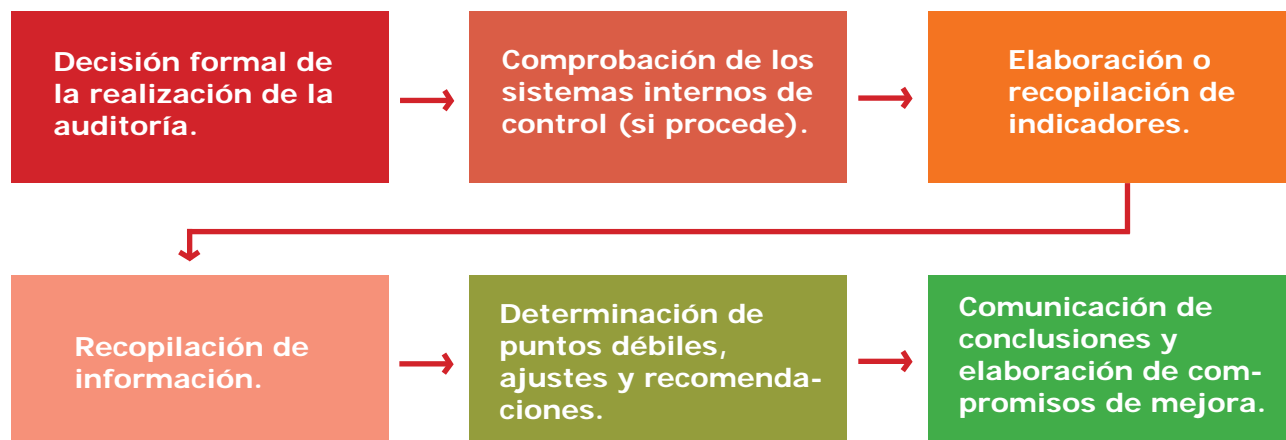 Decisión formal de
la realización de la
auditoría.
Comprobación de los
sistemas internos de
control (si procede).
Elaboración o
recopilación de
indicadores.
Recopilación de
información.
Determinación de
puntos débiles,
ajustes y recomenda-
ciones.
Comunicación de
conclusiones y
elaboración de com-
promisos de mejora.